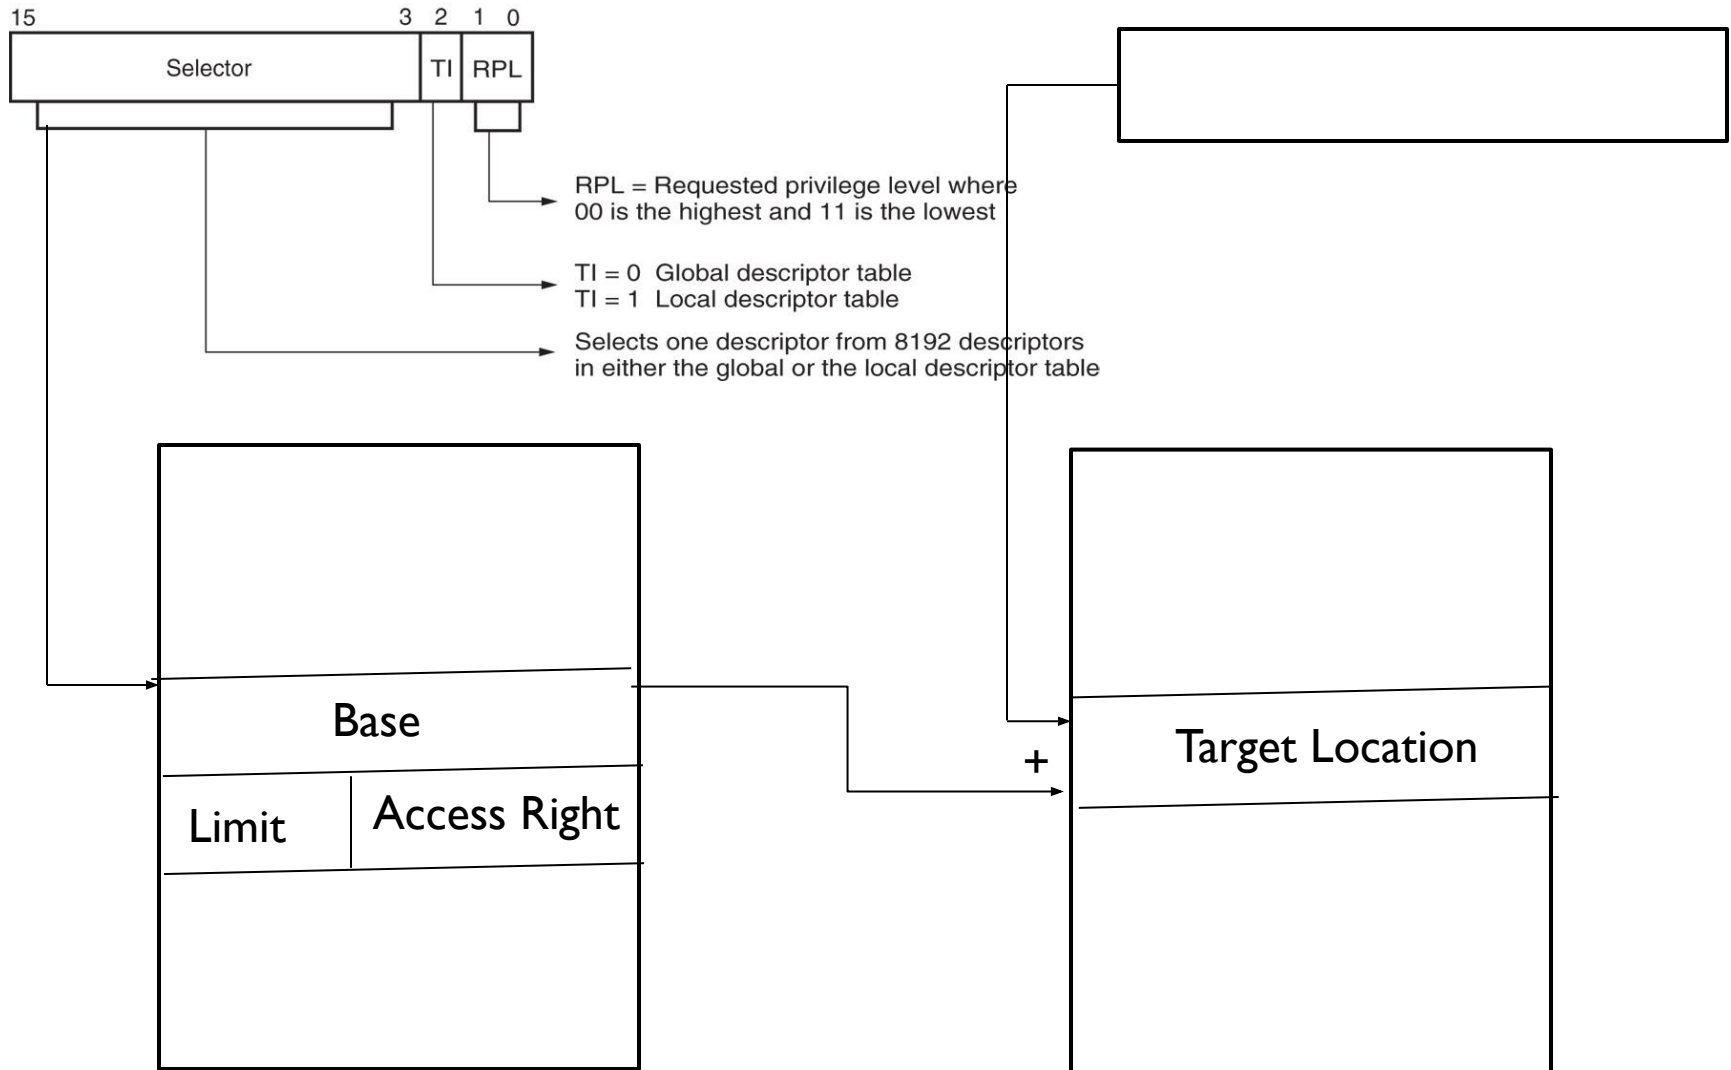 15 3 2 1 0
Selector TI RPL
RPL = Requested privilege level where
00 is the highest and 11 is the lowest
TI = 0 Global descriptor table
TI = 1 Local descriptor table
Selects one descriptor from 8192 descriptors
in either the global or the local descriptor table
Base
Limit Access Right
+
Target Location